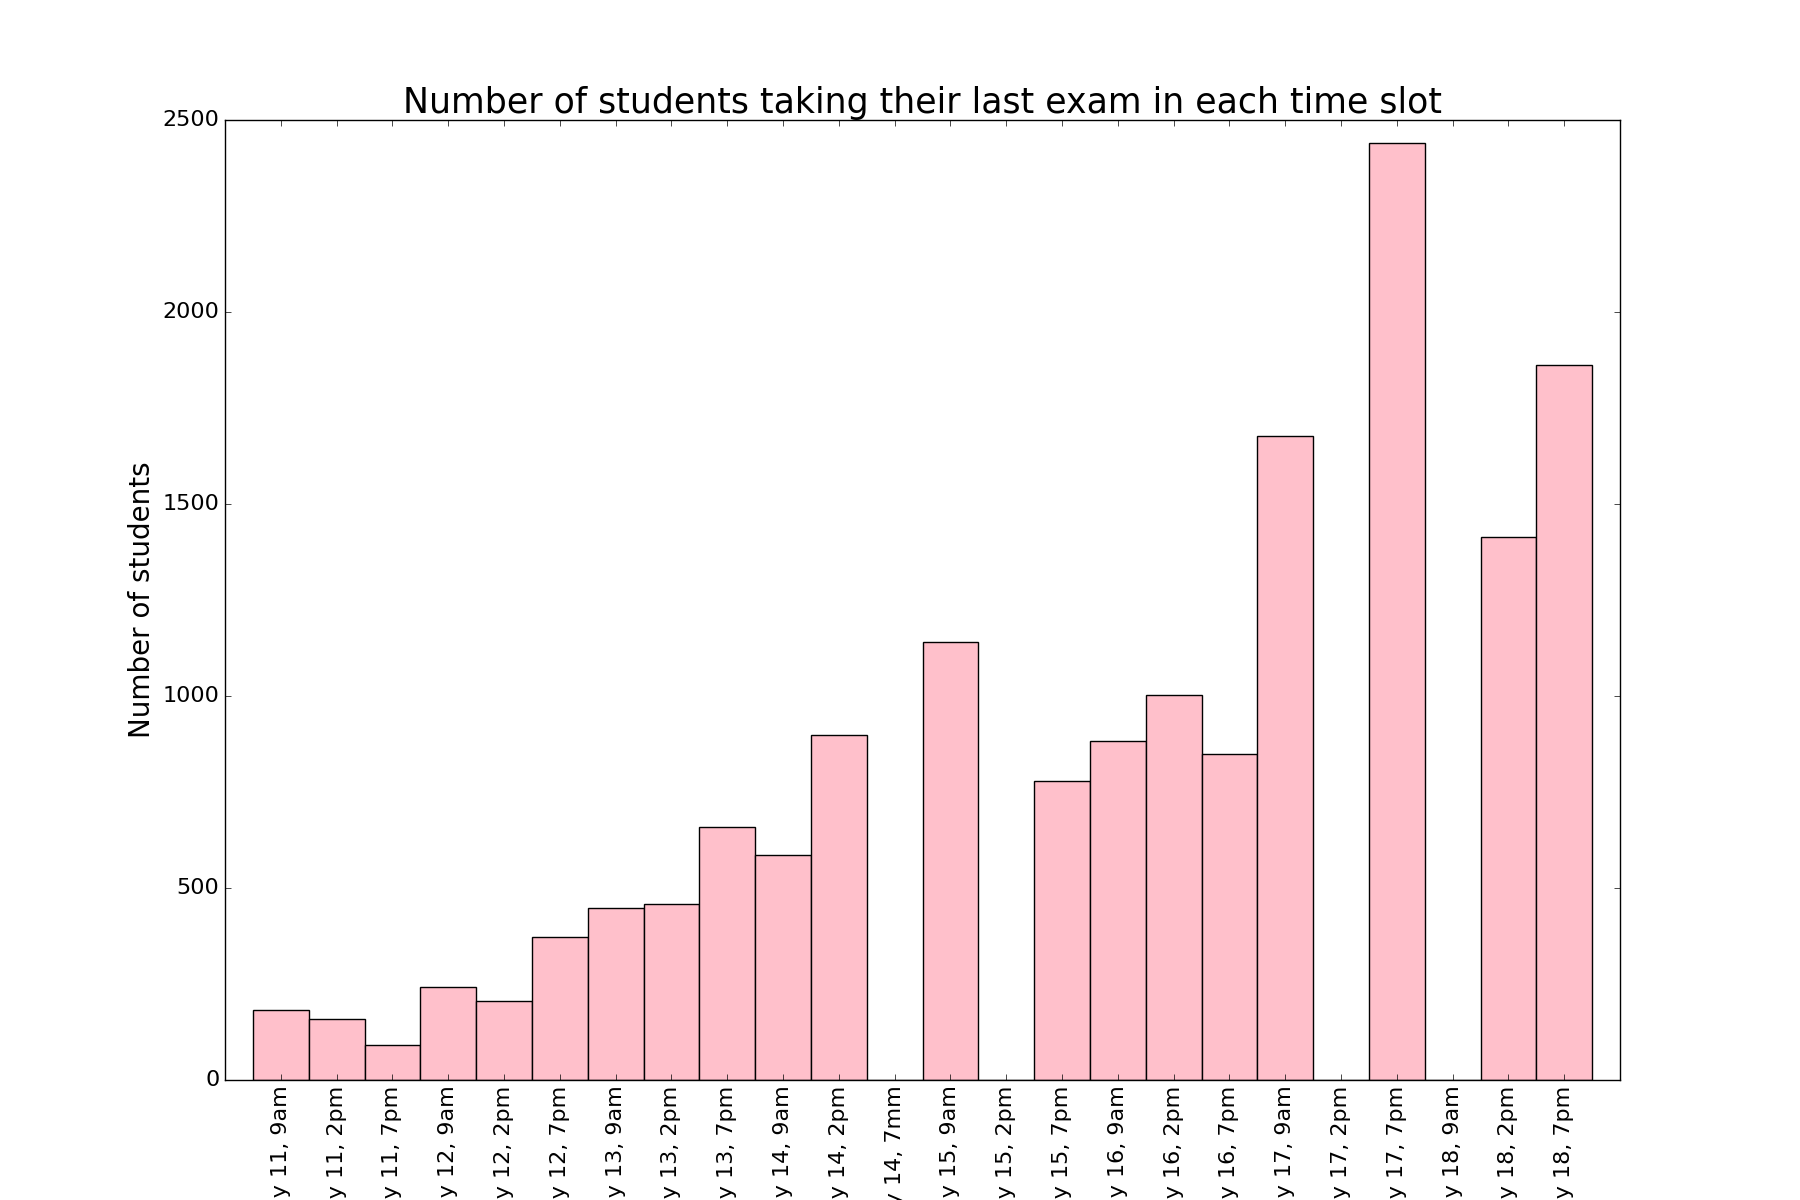 Number of students taking their last exam in each time slot
Number of students
2500
2000
1500
1000
500
0
y 11, 9am
y 11, 2pm
y 11, 7pm
y 12, 9am
y 12, 2pm
y 12, 7pm
y 13, 9am
y 13, 2pm
y 13, 7pm
y 14, 9am
y 14, 2pm
y 14, 7mm
y 15, 9am
y 15, 2pm
y 15, 7pm
y 16, 9am
y 16, 2pm
y 16, 7pm
y 17, 9am
y 17, 2pm
y 17, 7pm
y 18, 9am
y 18, 2pm
y 18, 7pm